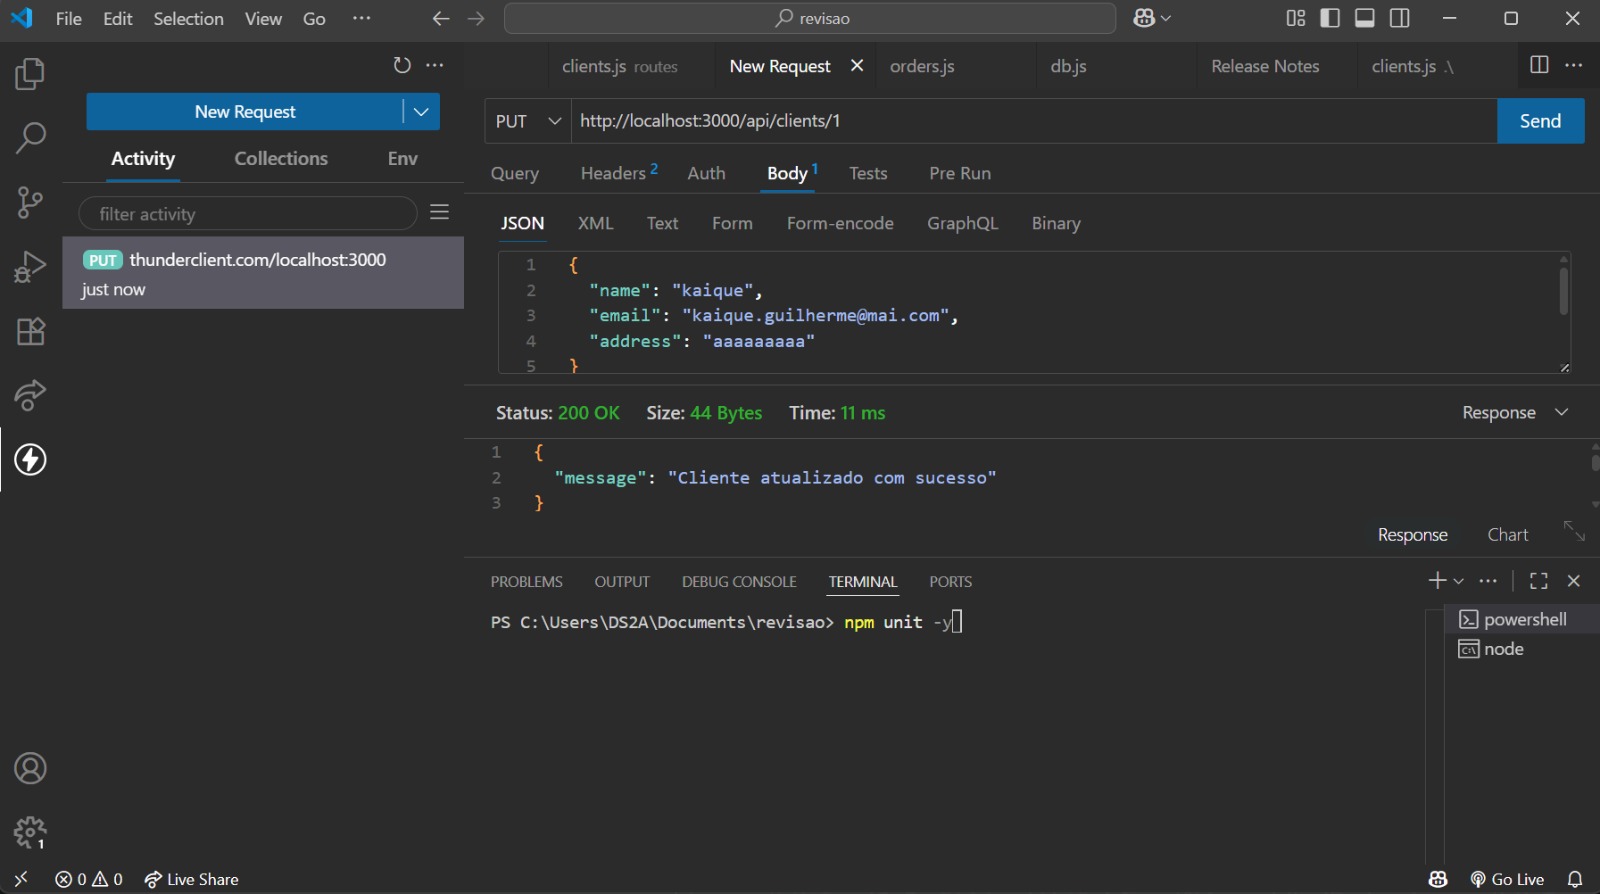 File Edit Selection View Go ··· revisao
clients.js routes New Request orders.js db.js Release Notes clients.js .\
New Request
Activity Collections Env
filter activity
PUT thunderclient.com/localhost:3000
just now
PUT http://localhost:3000/api/clients/1 Send
Query Headers 2 Auth Body 1 Tests Pre Run
JSON XML Text Form Form-encode GraphQL Binary
1 {
2 "name": "kaique",
3 "email": "kaique.guilherme@mai.com",
4 "address": "aaaaaaaaa"
5 }
Status: 200 OK Size: 44 Bytes Time: 11 ms Response
1 {
2 "message": "Cliente atualizado com sucesso"
3 }
Response Chart
PROBLEMS OUTPUT DEBUG CONSOLE TERMINAL PORTS
PS C:\Users\DS2A\Documents\revisao> npm unit -y
powershell
node
1
0 0 Live Share Go Live